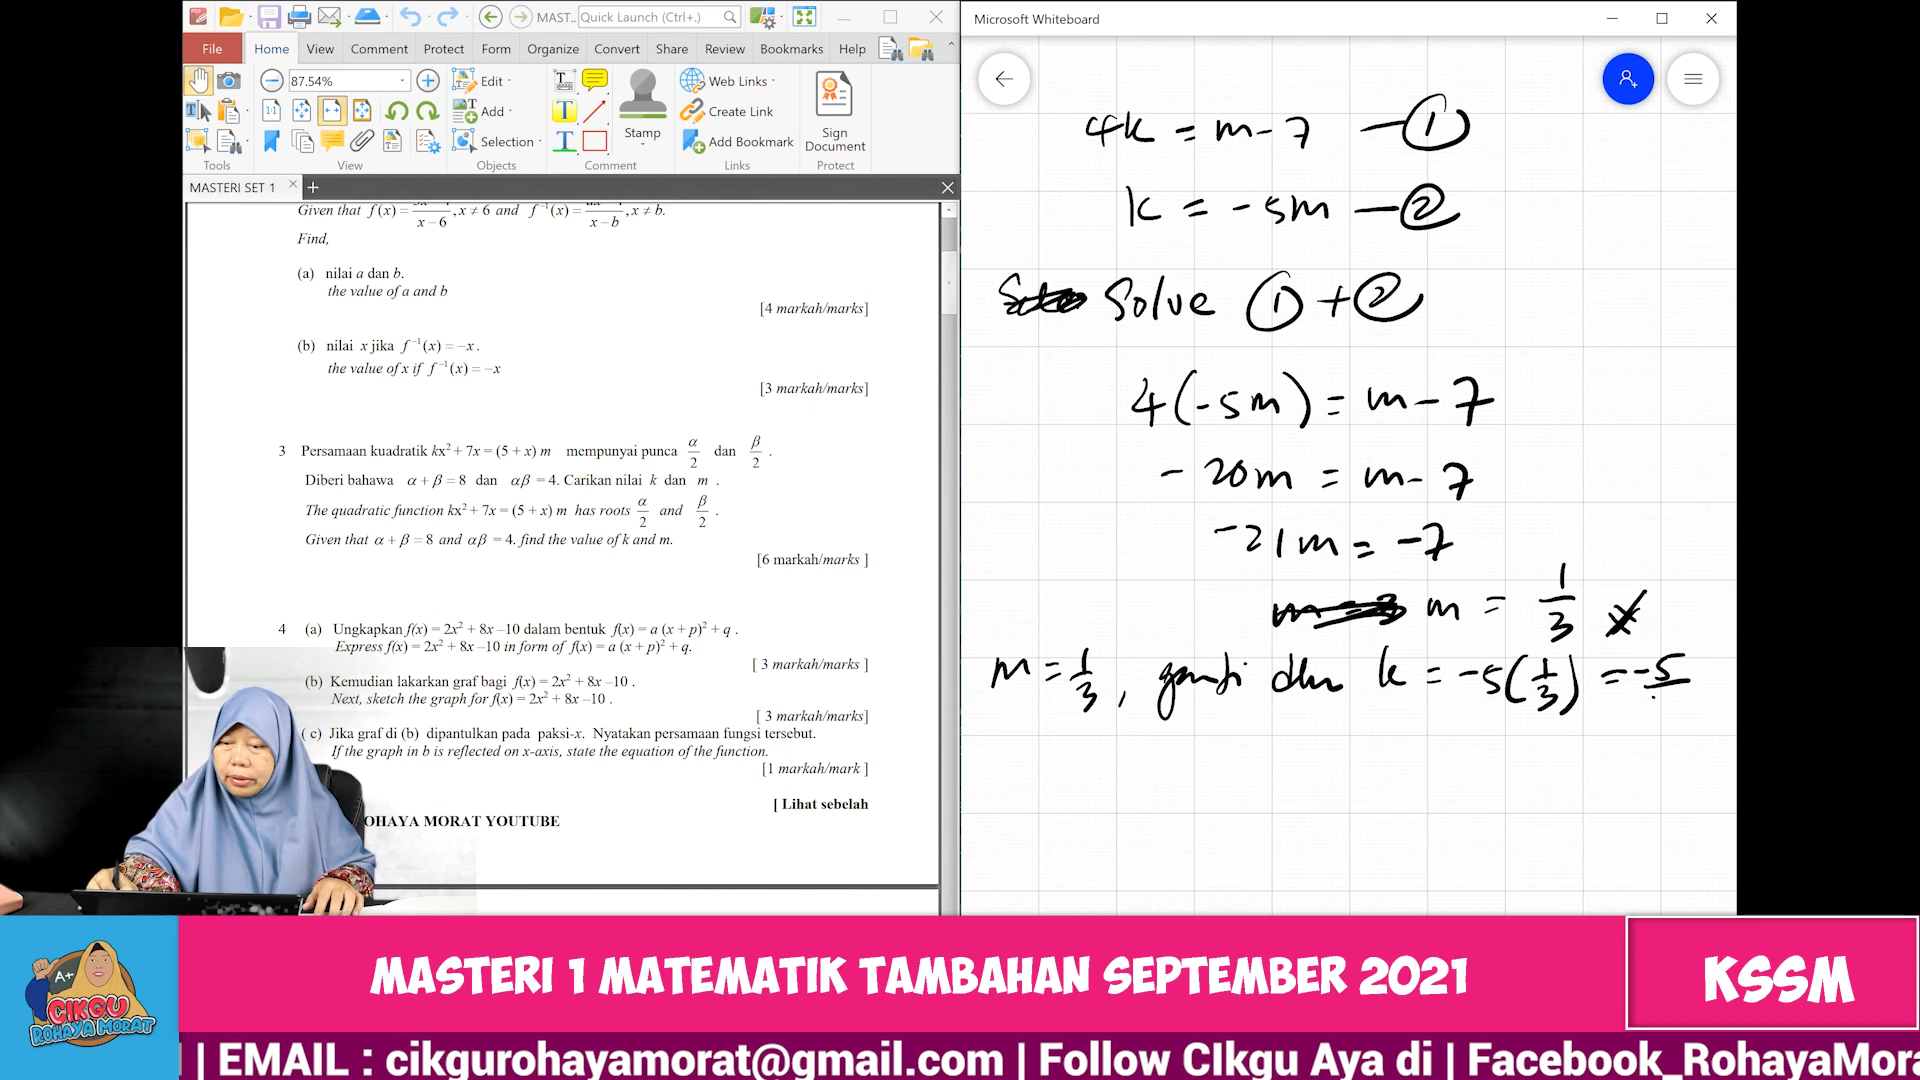 MAST..
Quick Launch (Ctrl+.)
File Home View Comment Protect Form Organize Convert Share Review Bookmarks Help
87.54%
Edit
Add
Selection
Stamp
Web Links
Create Link
Add Bookmark
Sign Document
Tools View Objects Comment Links Protect
MASTERI SET 1
Given that f(x) = /(x – 6), x ≠ 6 and f⁻¹(x) = /(x – b), x ≠ b.
Find,
(a) nilai a dan b.
the value of a and b
[4 markah/marks]
(b) nilai x jika f⁻¹(x) = –x .
the value of x if f⁻¹(x) = –x
[3 markah/marks]
3 Persamaan kuadratik kx² + 7x = (5 + x) m mempunyai punca α/2 dan β/2 .
Diberi bahawa α + β = 8 dan αβ = 4. Carikan nilai k dan m .
The quadratic function kx² + 7x = (5 + x) m has roots α/2 and β/2 .
Given that α + β = 8 and αβ = 4. find the value of k and m.
[6 markah/marks ]
4 (a) Ungkapkan f(x) = 2x² + 8x –10 dalam bentuk f(x) = a (x + p)² + q .
Express f(x) = 2x² + 8x –10 in form of f(x) = a (x + p)² + q.
[ 3 markah/marks ]
(b) Kemudian lakarkan graf bagi f(x) = 2x² + 8x –10 .
Next, sketch the graph for f(x) = 2x² + 8x –10 .
[ 3 markah/marks]
( c) Jika graf di (b) dipantulkan pada paksi-x. Nyatakan persamaan fungsi tersebut.
If the graph in b is reflected on x-axis, state the equation of the function.
[1 markah/mark ]
[ Lihat sebelah
OHAYA MORAT YOUTUBE
Microsoft Whiteboard
4k = m - 7 — ①
k = -5m — ②
Solve ① + ②
4(-5m) = m - 7
-20m = m - 7
-21m = -7
m = 1/3
m = 1/3 , ganti dlm k = -5(1/3) = -5
A+
CIKGU
ROHAYA MORAT
MASTERI 1 MATEMATIK TAMBAHAN SEPTEMBER 2021
KSSM
| | EMAIL : cikgurohayamorat@gmail.com | Follow CIkgu Aya di | Facebook_RohayaMora